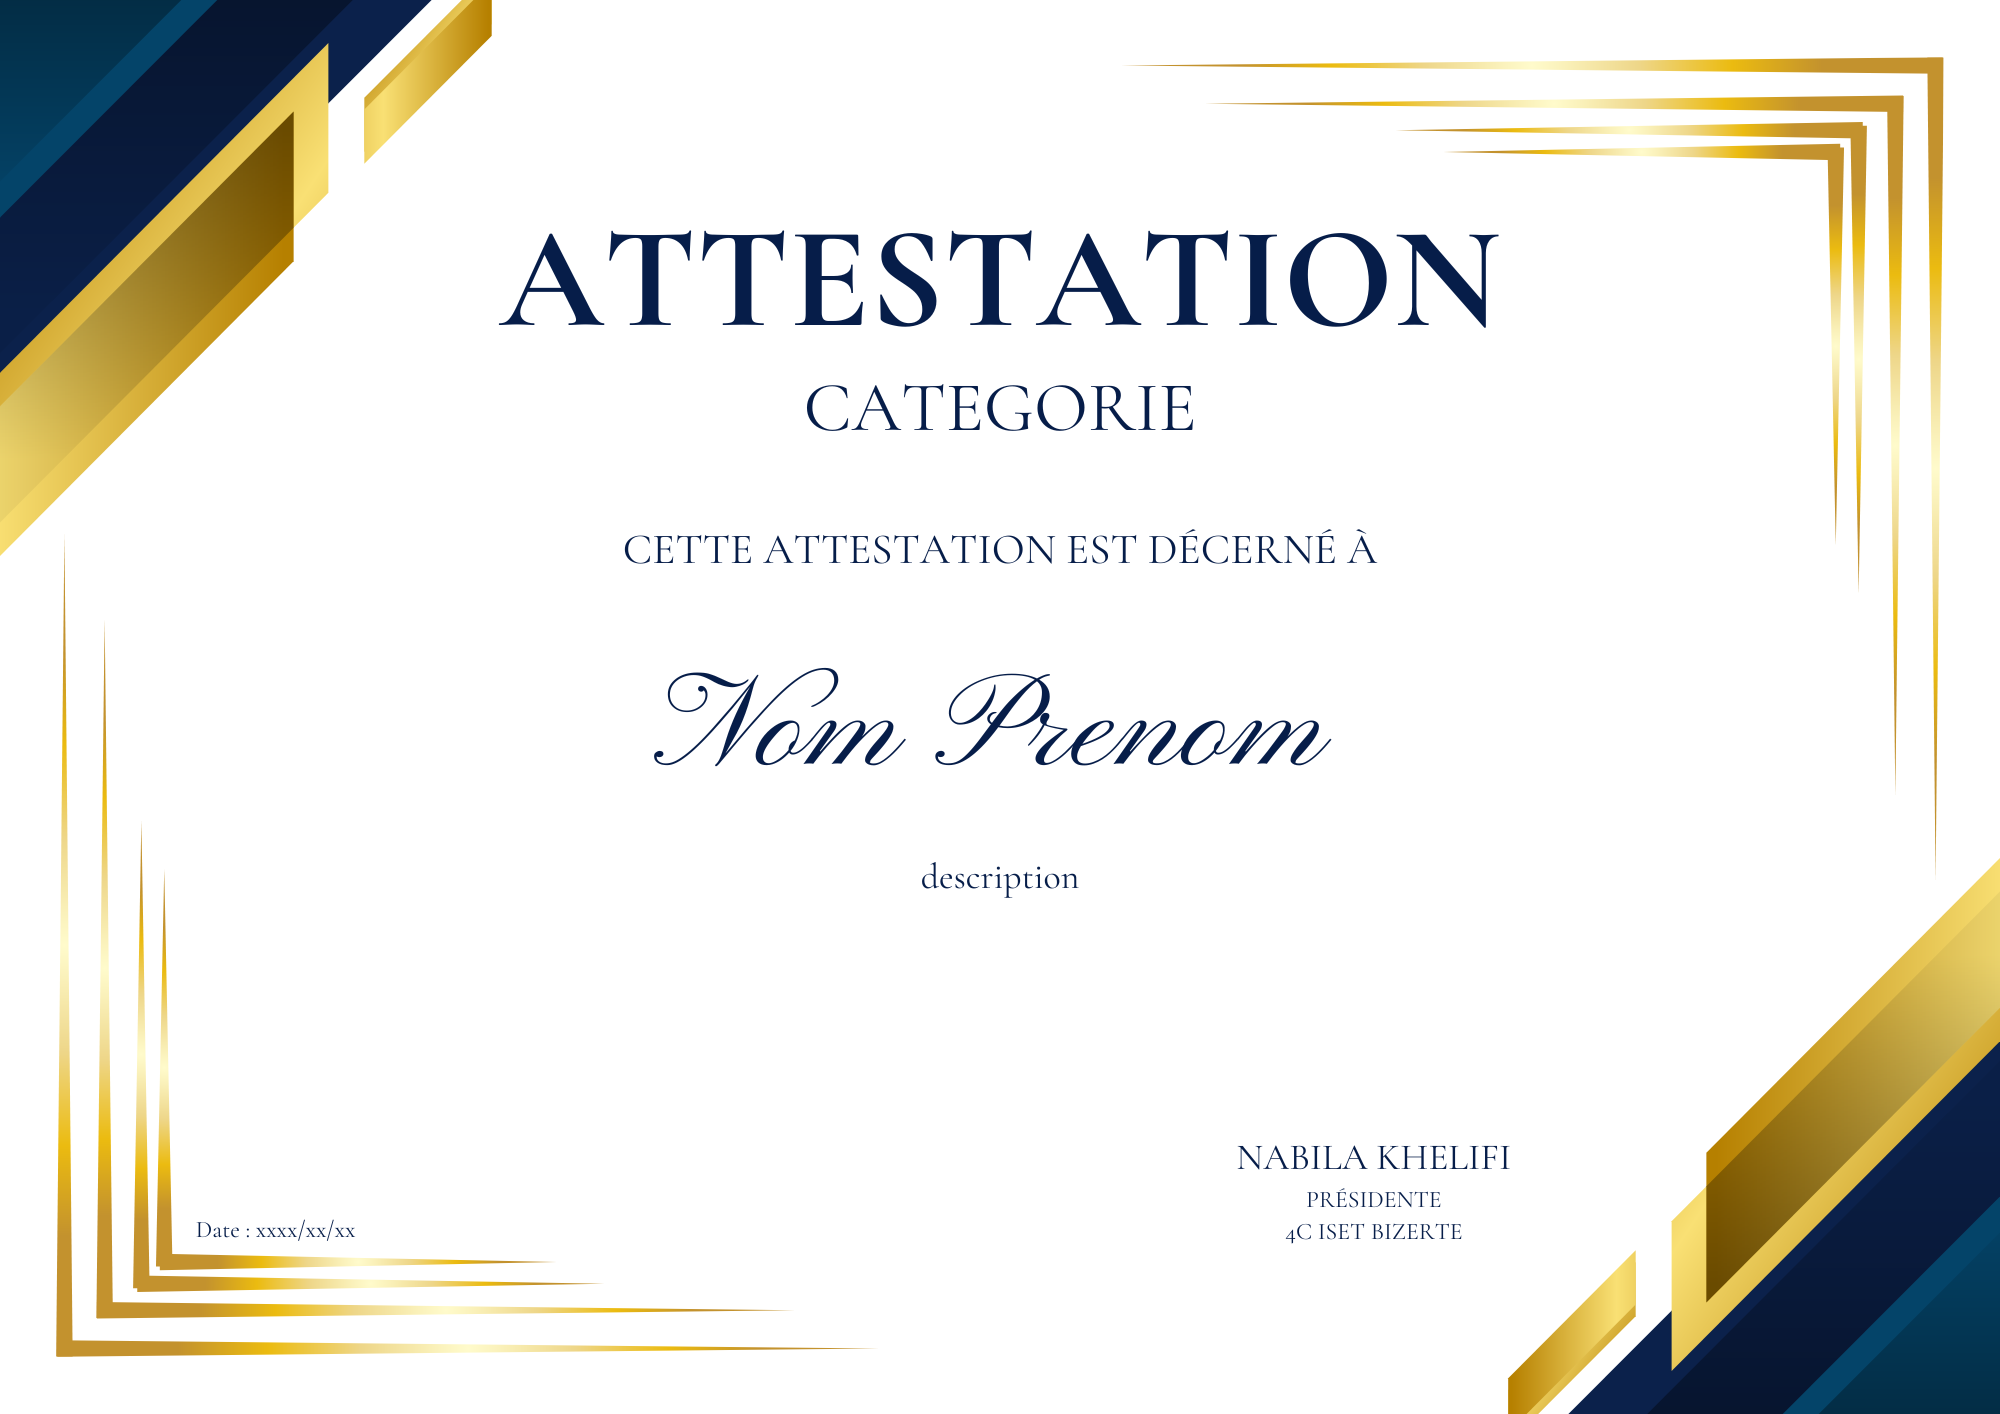 ATTESTATION
CATEGORIE
CETTE ATTESTATION EST DÉCERNÉ À
Nom Prenom
description
NABILA KHELIFI
PRÉSIDENTE
4C ISET BIZERTE
Date : xxxx/xx/xx